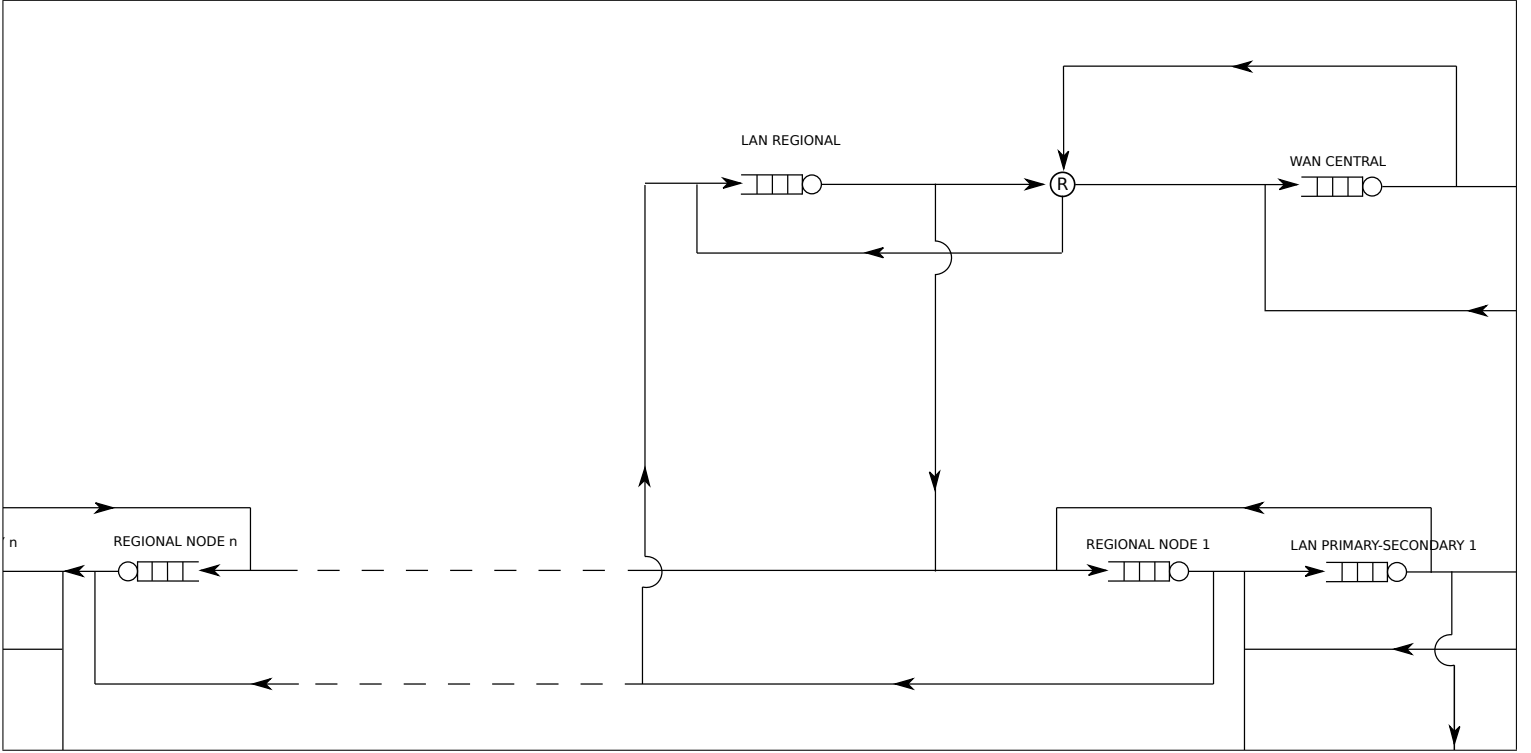 LAN REGIONAL
WAN CENTRAL
R
n
REGIONAL NODE n
REGIONAL NODE 1
LAN PRIMARY-SECONDARY 1